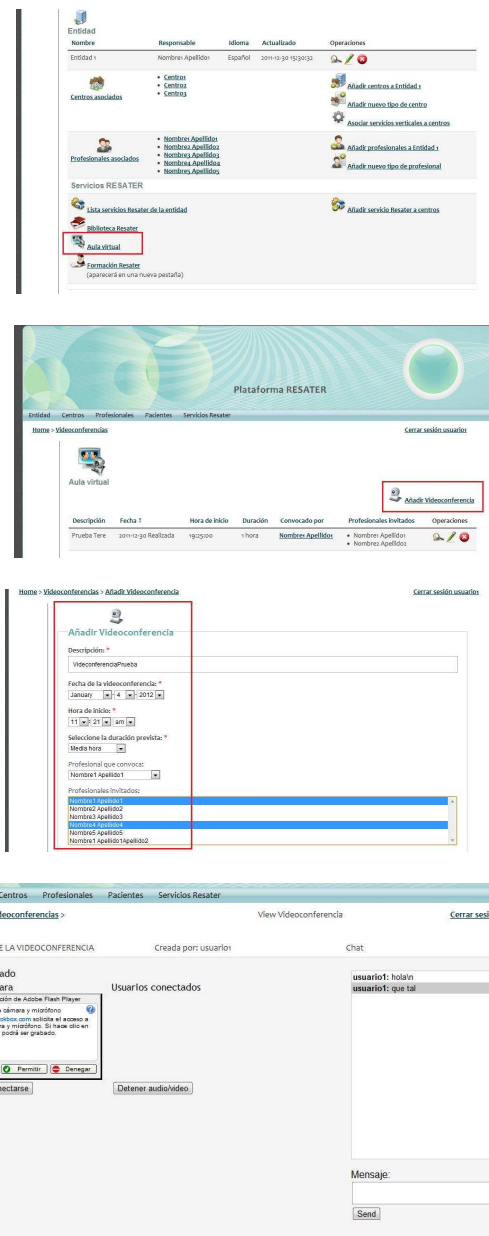 Entidad
Nombre Responsable Idioma Actualizado Operaciones
Entidad 1 Nombre1 Apellido1 Español 2011-12-30 15:30:32
Centros asociados
• Centro1
• Centro2
• Centro3
Añadir centros a Entidad 1
Añadir nuevo tipo de centro
Asociar servicios verticales a centros
Profesionales asociados
• Nombre1 Apellido1
• Nombre2 Apellido2
• Nombre3 Apellido3
• Nombre4 Apellido4
• Nombre5 Apellido5
Añadir profesionales a Entidad 1
Añadir nuevo tipo de profesional
Servicios RESATER
Lista servicios Resater de la entidad
Añadir servicio Resater a centros
Biblioteca Resater
Aula virtual
Formación Resater
(aparecerá en una nueva pestaña)
Plataforma RESATER
Entidad Centros Profesionales Pacientes Servicios Resater
Home > Videoconferencias Cerrar sesión usuario1
Aula virtual
Añadir Videoconferencia
Descripción Fecha ↑ Hora de inicio Duración Convocado por Profesionales invitados Operaciones
Prueba Tere 2011-12-30 Realizada 19:25:00 1 hora Nombre1 Apellido1 • Nombre1 Apellido1
• Nombre2 Apellido2
Home > Videoconferencias > Añadir Videoconferencia Cerrar sesión usuario1
Añadir Videoconferencia
Descripción: *
VideconferenciaPrueba
Fecha de la videoconferencia: *
January - 4 - 2012
Hora de inicio: *
11 : 21 am
Seleccione la duración prevista: *
Media hora
Profesional que convoca:
Nombre1 Apellido1
Profesionales invitados:
Nombre1 Apellido1
Nombre2 Apellido2
Nombre3 Apellido3
Nombre4 Apellido4
Nombre5 Apellido5
Nombre1 Apellido1Apellido2
Centros Profesionales Pacientes Servicios Resater
deoconferencias > View Videoconferencia Cerrar sesi
E LA VIDEOCONFERENCIA Creada por: usuario1 Chat
ado
ara
Usuarios conectados
ción de Adobe Flash Player
cámara y micrófono
okbox.com solicita el acceso a
ra y micrófono. Si hace clic en
podrá ser grabado.
Permitir Denegar
nectarse
Detener audio/video
usuario1: hola\n
usuario1: que tal
Mensaje:
Send